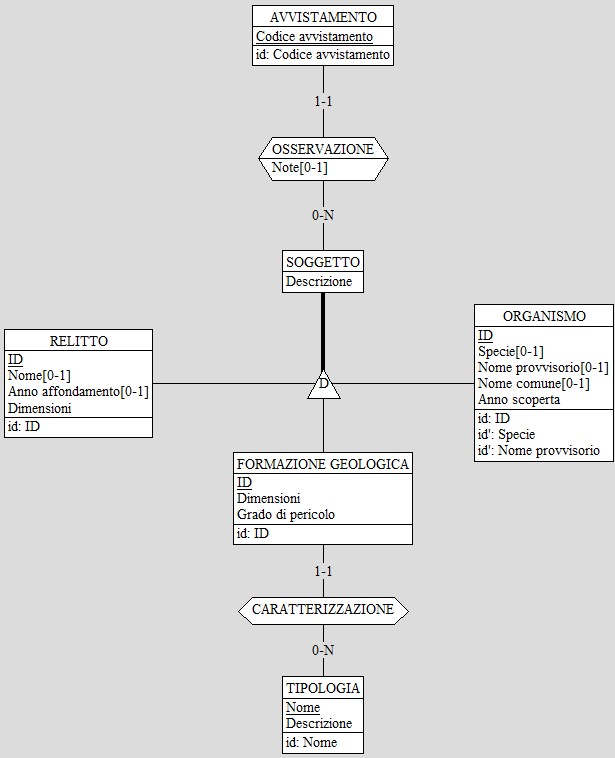 AVVISTAMENTO
Codice avvistamento
id: Codice avvistamento
1-1
OSSERVAZIONE
Note[0-1]
0-N
SOGGETTO
Descrizione
RELITTO
ID
Nome[0-1]
Anno affondamento[0-1]
Dimensioni
id: ID
D
ORGANISMO
ID
Specie[0-1]
Nome provvisorio[0-1]
Nome comune[0-1]
Anno scoperta
id: ID
id': Specie
id': Nome provvisorio
FORMAZIONE GEOLOGICA
ID
Dimensioni
Grado di pericolo
id: ID
1-1
CARATTERIZZAZIONE
0-N
TIPOLOGIA
Nome
Descrizione
id: Nome